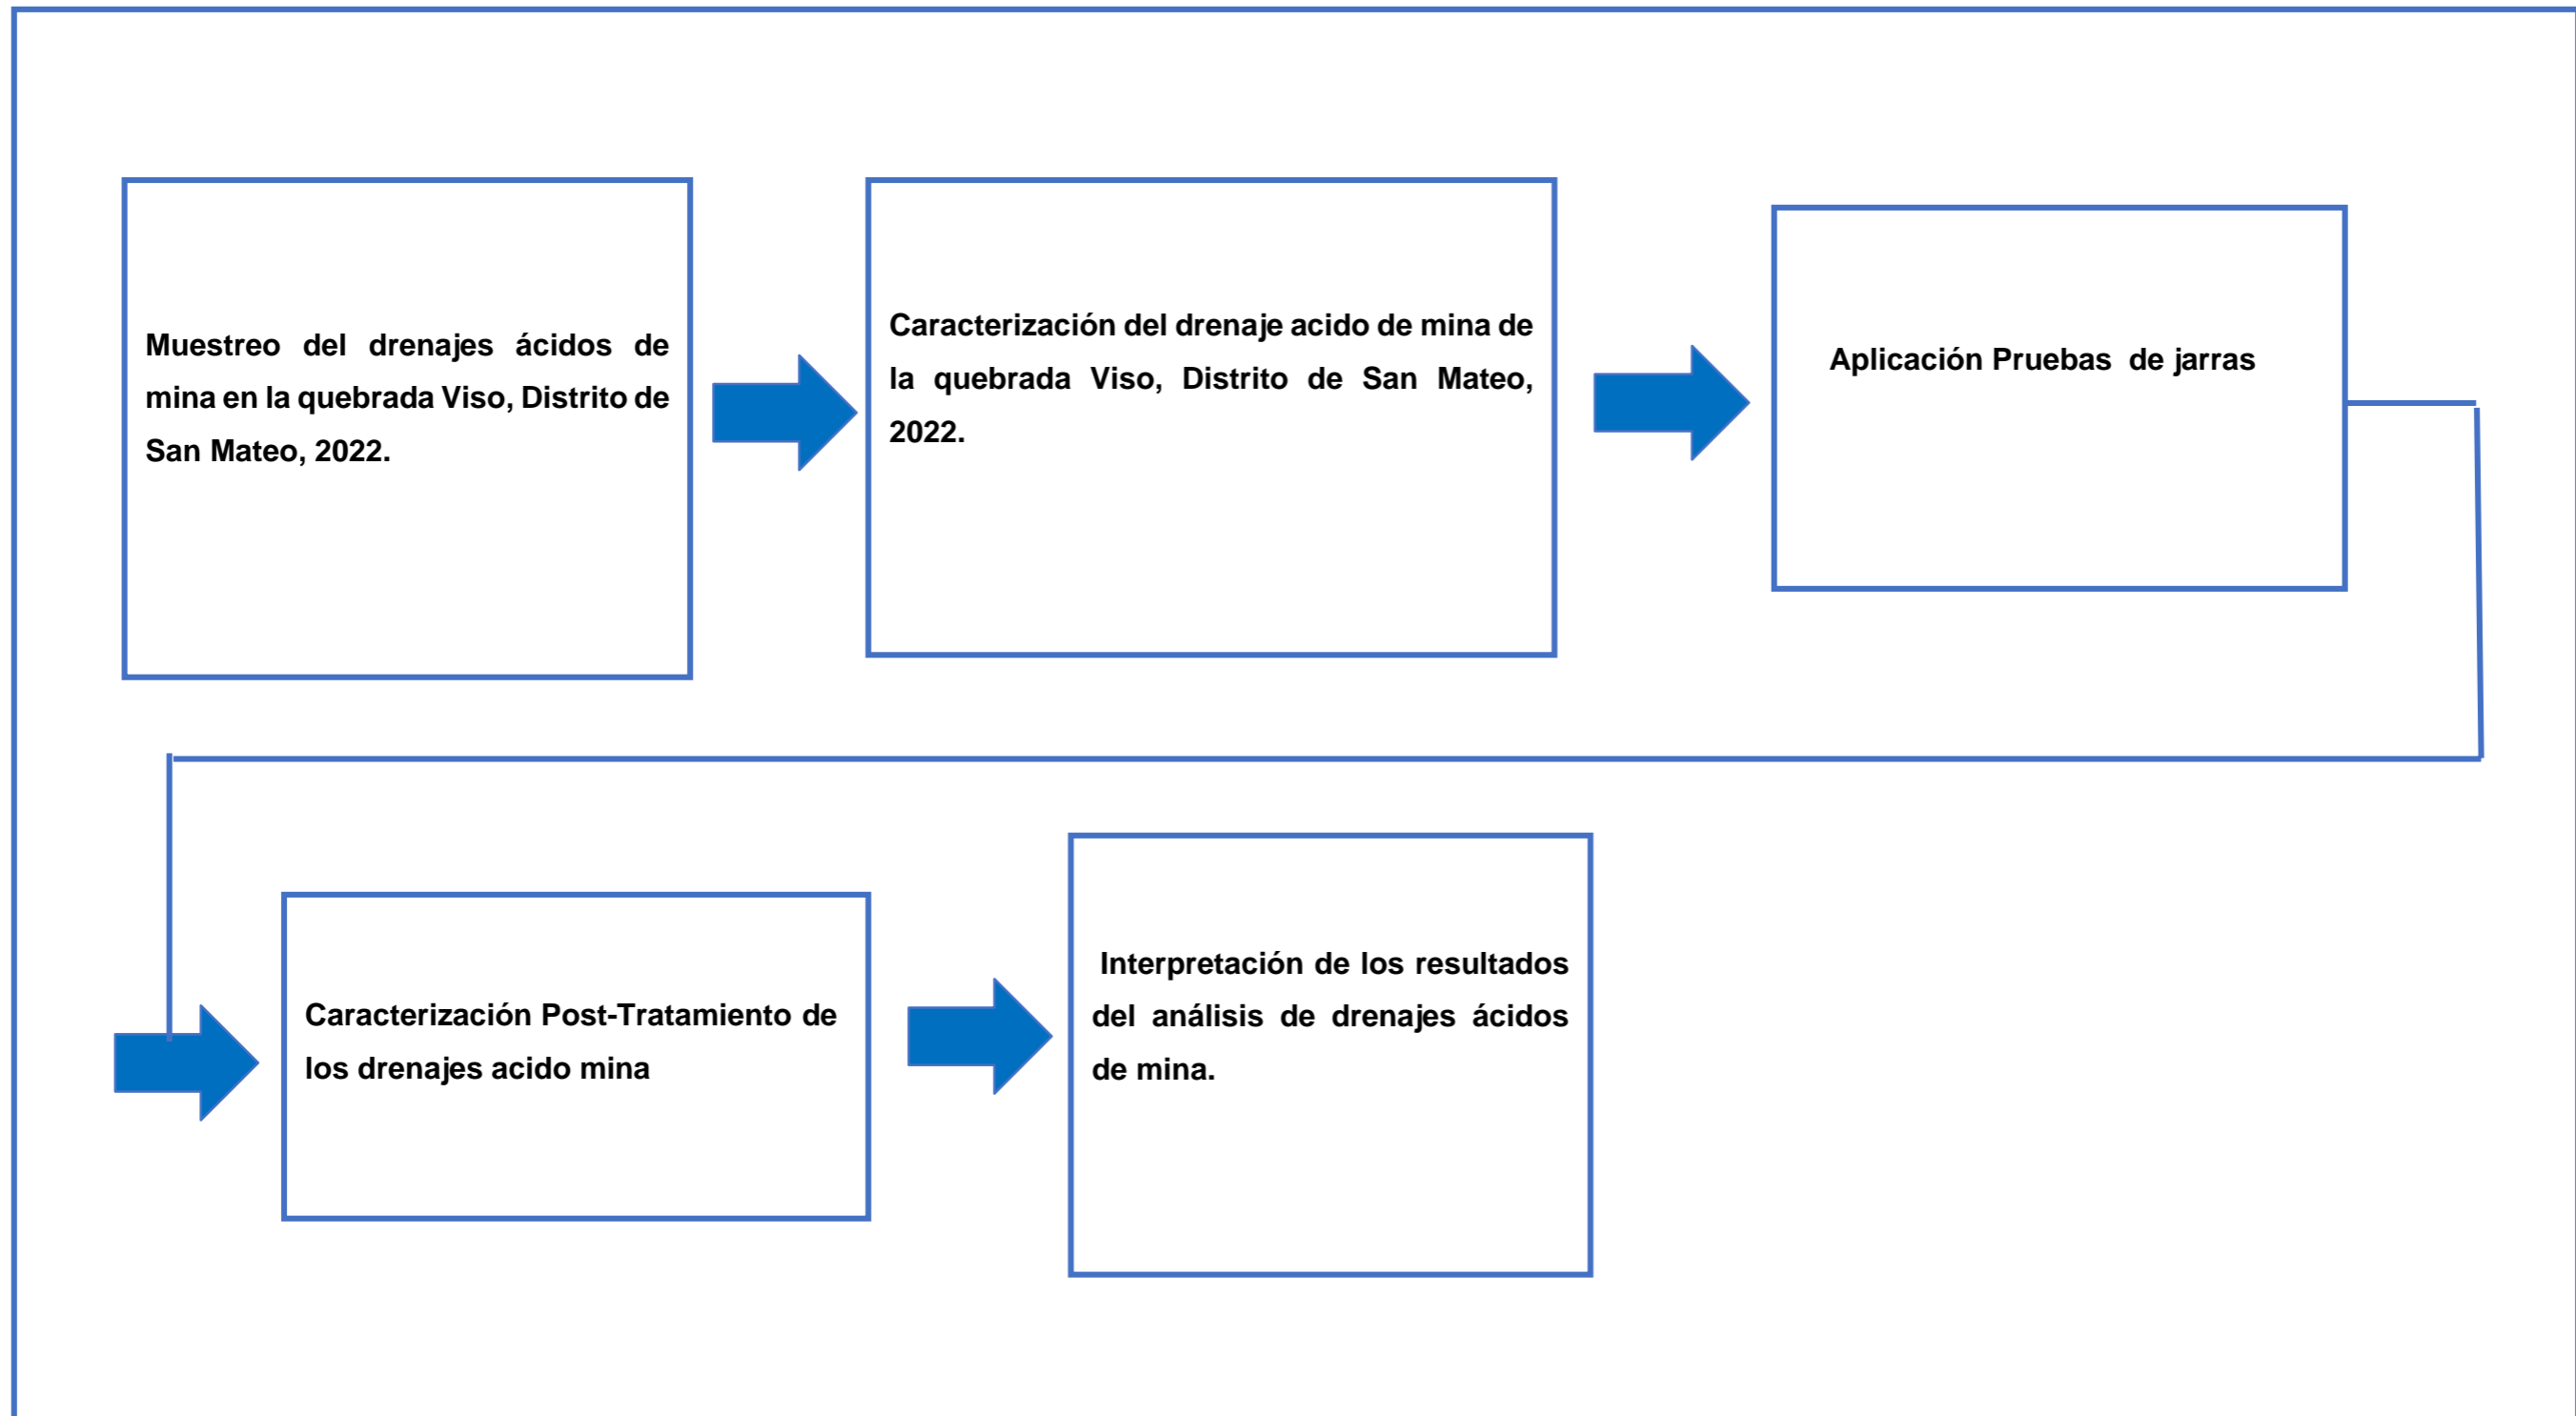 Muestreo del drenajes ácidos de
mina en la quebrada Viso, Distrito de
San Mateo, 2022.
Caracterización del drenaje acido de mina de
la quebrada Viso, Distrito de San Mateo,
2022.
Aplicación Pruebas de jarras
Caracterización Post-Tratamiento de
los drenajes acido mina
Interpretación de los resultados
del análisis de drenajes ácidos
de mina.